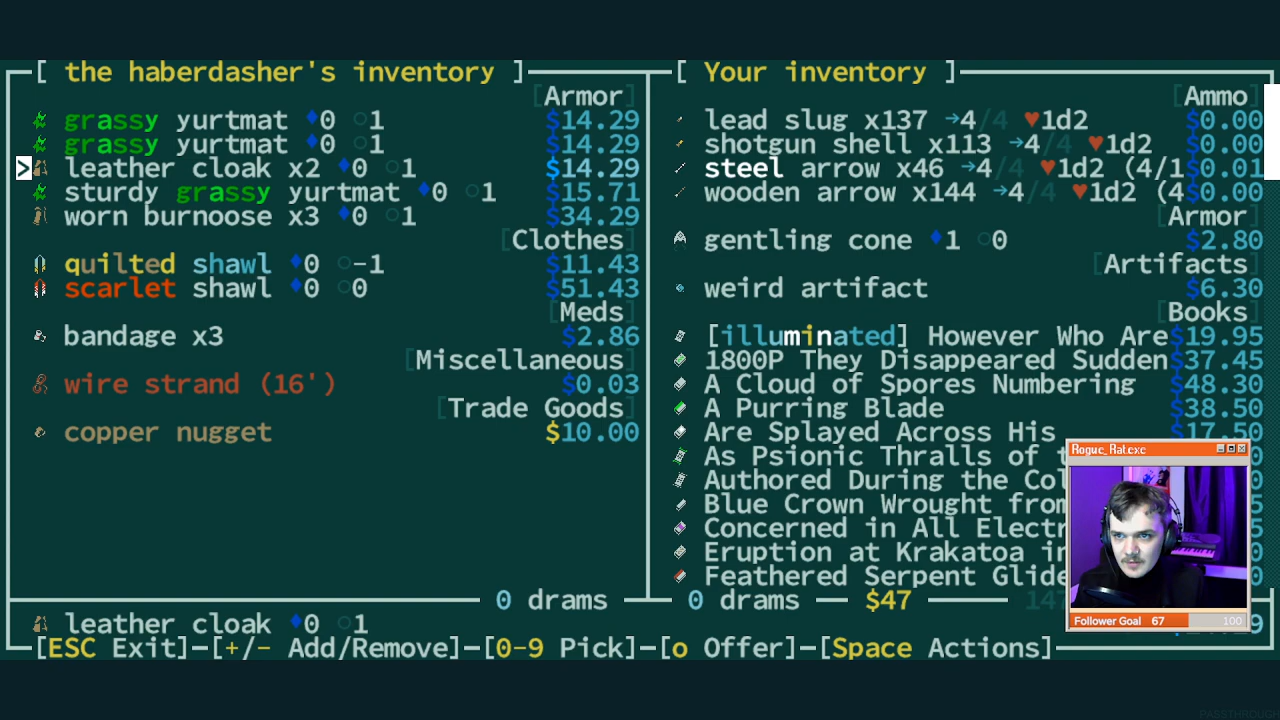 [ the haberdasher's inventory ]
[Armor]
grassy yurtmat ♦0 ○1 $14.29
grassy yurtmat ♦0 ○1 $14.29
> leather cloak x2 ♦0 ○1 $14.29
sturdy grassy yurtmat ♦0 ○1 $15.71
worn burnoose x3 ♦0 ○1 $34.29
[Clothes]
quilted shawl ♦0 ○-1 $11.43
scarlet shawl ♦0 ○0 $51.43
[Meds]
bandage x3 $2.86
[Miscellaneous]
wire strand (16') $0.03
[Trade Goods]
copper nugget $10.00
0 drams
[ Your inventory ]
[Ammo]
lead slug x137 →4/4 ♥1d2 $0.00
shotgun shell x113 →4/4 ♥1d2 $0.00
steel arrow x46 →4/4 ♥1d2 (4/1 $0.01
wooden arrow x144 →4/4 ♥1d2 (4 $0.00
[Armor]
gentling cone ♦1 ○0 $2.80
[Artifacts]
weird artifact $6.30
[Books]
[illuminated] However Who Are $19.95
1800P They Disappeared Sudden $37.45
A Cloud of Spores Numbering $48.30
A Purring Blade $38.50
Are Splayed Across His $17.50
As Psionic Thralls of
Authored During the Co
Blue Crown Wrought from
Concerned in All Electr
Eruption at Krakatoa in
Feathered Serpent Glide
0 drams $47
Rogue_Rat.exe
Follower Goal 67 100
leather cloak ♦0 ○1
[ESC Exit]-[+/- Add/Remove]-[0-9 Pick]-[o Offer]-[Space Actions]